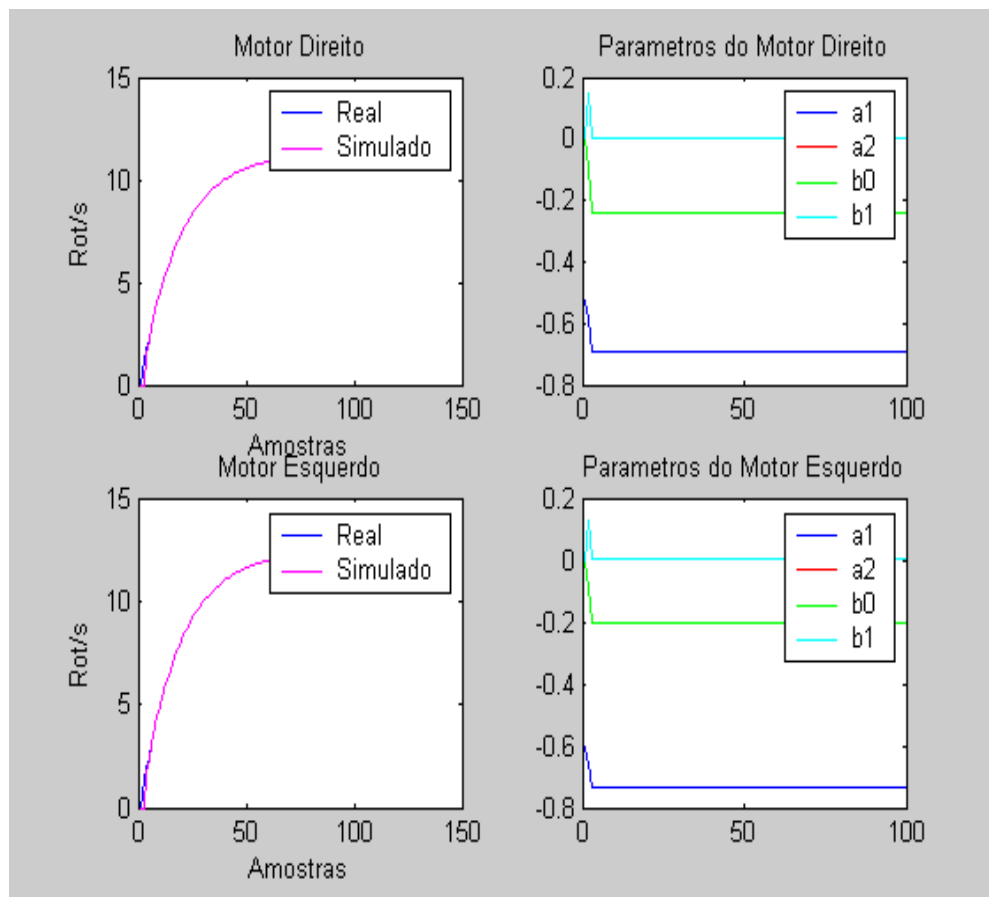 Motor Direito
15
10
5
0
Rot/s
Real
Simulado
0
50
100
150
Amostras
Parametros do Motor Direito
0.2
0
-0.2
-0.4
-0.6
-0.8
a1
a2
b0
b1
0
50
100
Motor Esquerdo
15
10
5
0
Rot/s
Real
Simulado
0
50
100
150
Amostras
Parametros do Motor Esquerdo
0.2
0
-0.2
-0.4
-0.6
-0.8
a1
a2
b0
b1
0
50
100